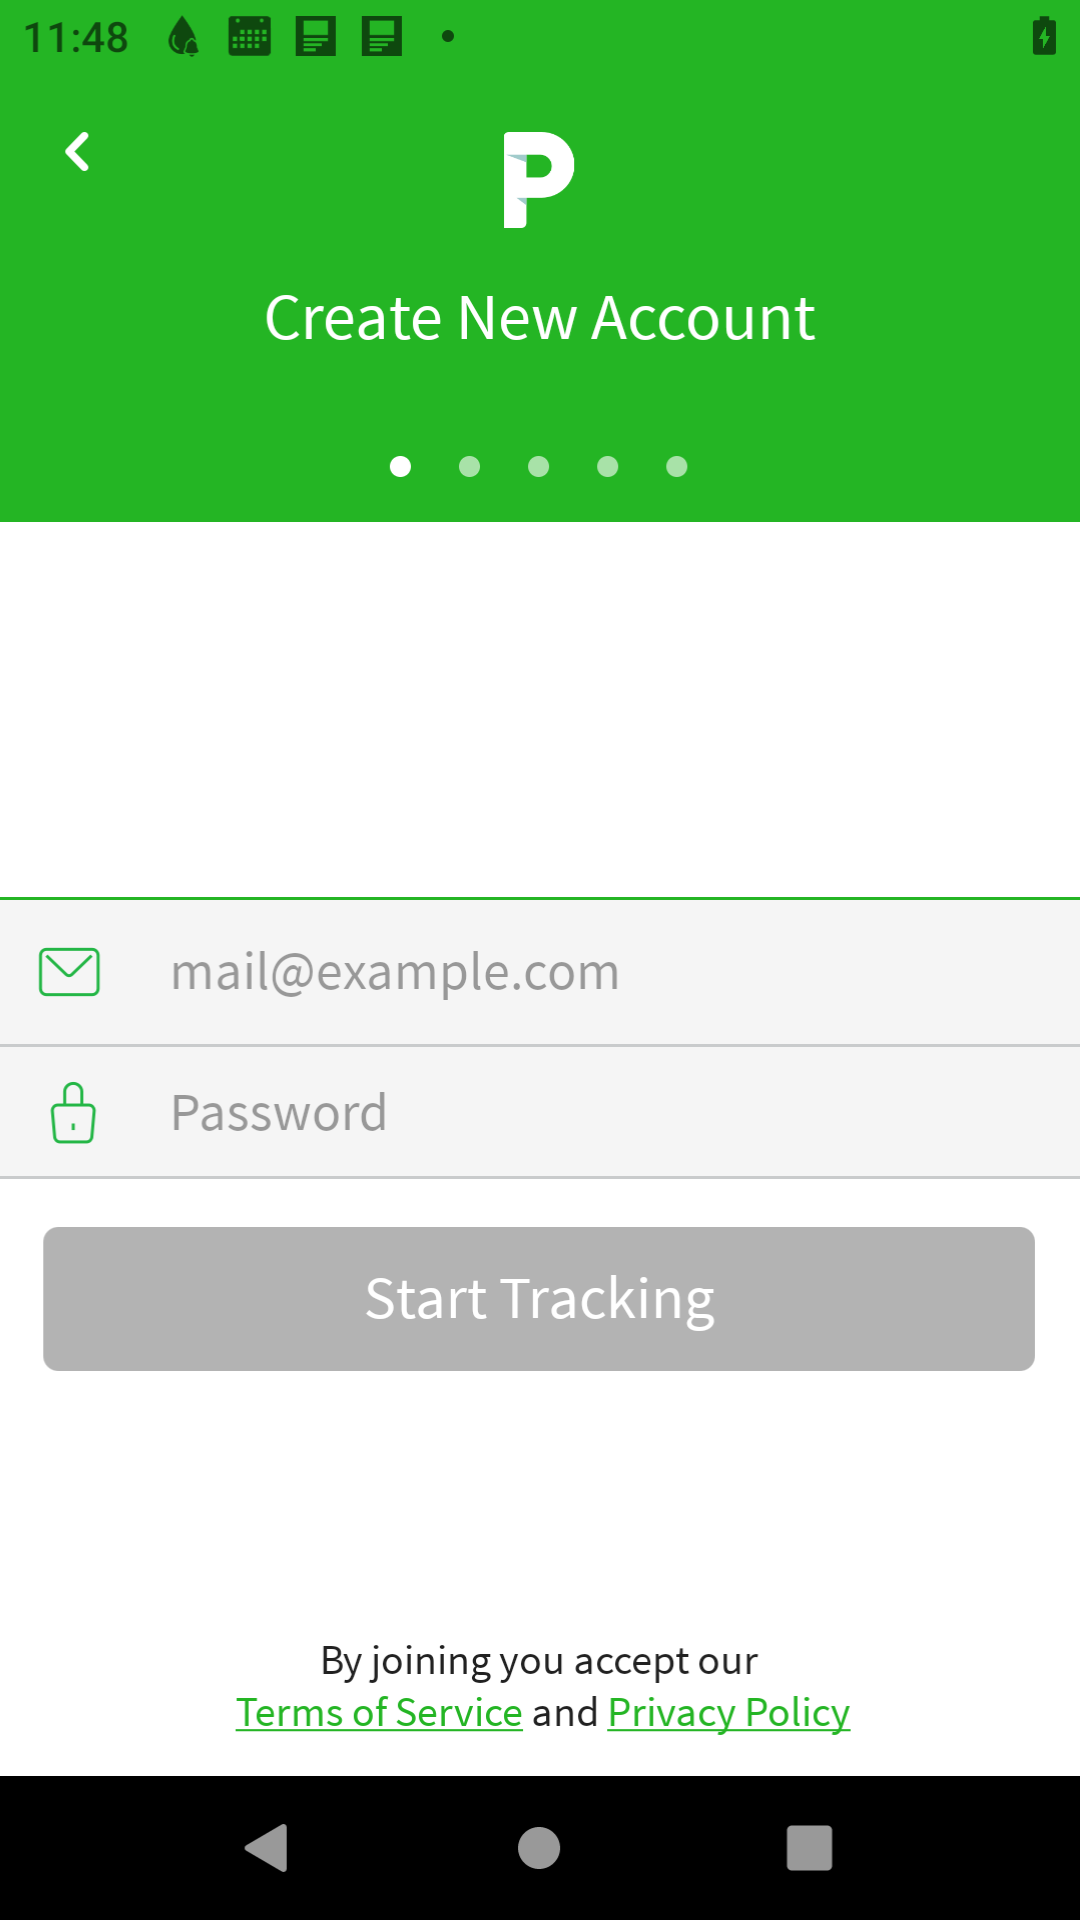 11:48
P
Create New Account
mail@example.com
Password
Start Tracking
By joining you accept our
Terms of Service and Privacy Policy